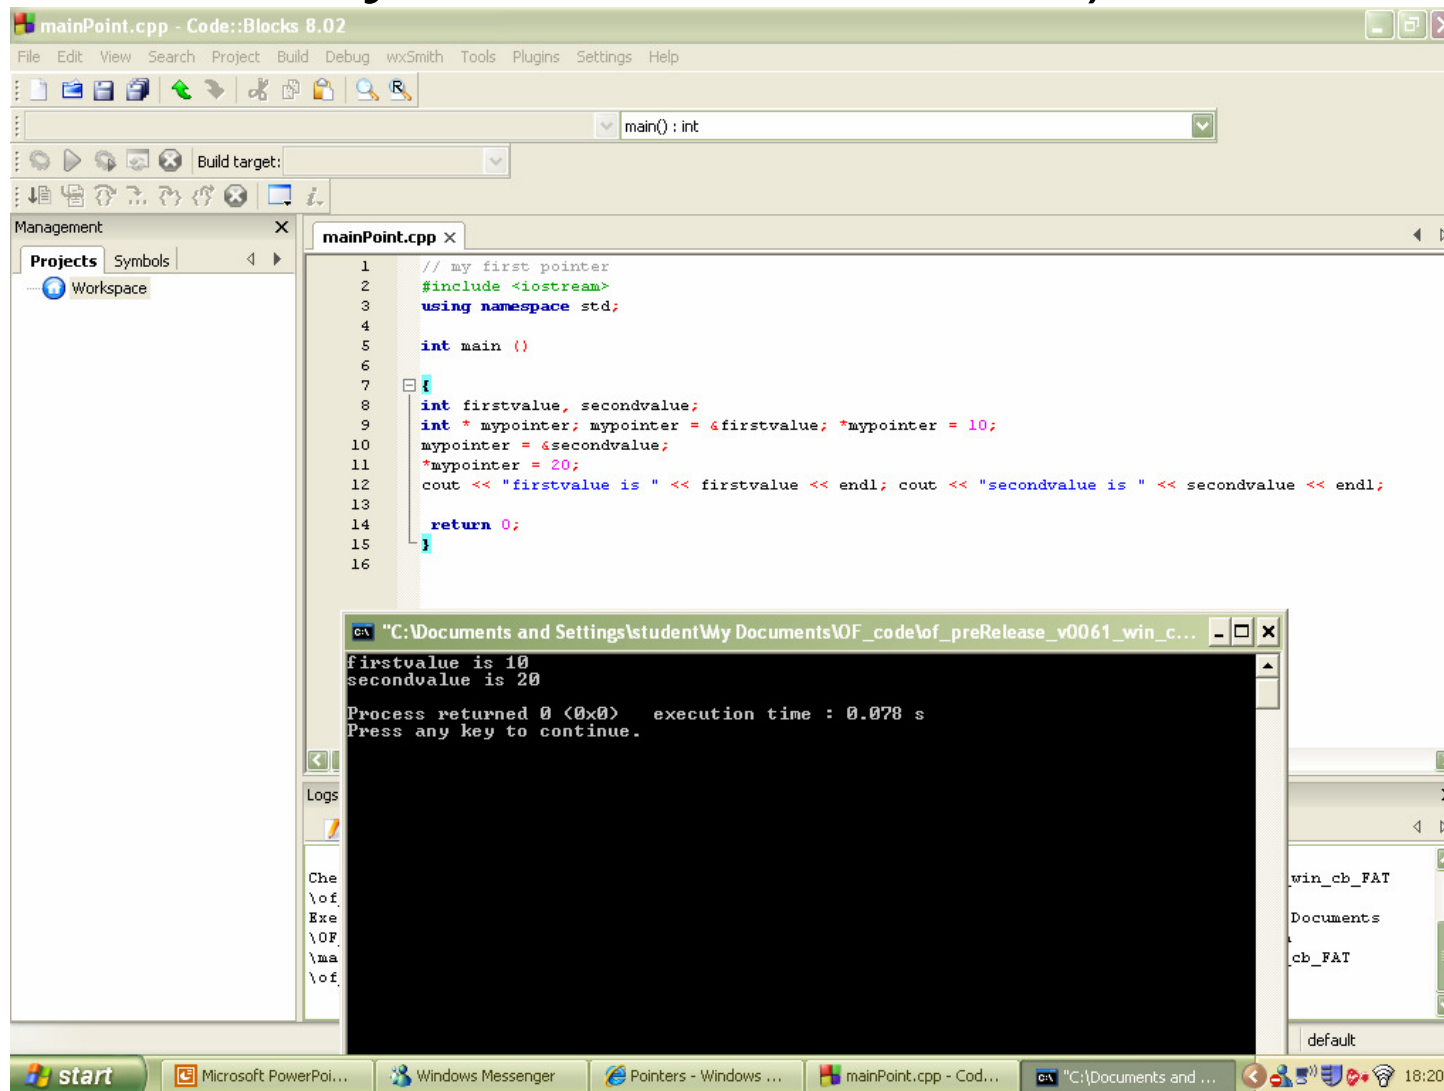 mainPoint.cpp - Code::Blocks 8.02
File Edit View Search Project Build Debug wxSmith Tools Plugins Settings Help
main() : int
Build target:
Management
mainPoint.cpp
Projects Symbols
Workspace
1 // my first pointer
2 #include <iostream>
3 using namespace std;
4
5 int main ()
6
7 {
8 int firstvalue, secondvalue;
9 int * mypointer; mypointer = &firstvalue; *mypointer = 10;
10 mypointer = &secondvalue;
11 *mypointer = 20;
12 cout << "firstvalue is " << firstvalue << endl; cout << "secondvalue is " << secondvalue << endl;
13
14 return 0;
15 }
16
"C:\Documents and Settings\student\My Documents\OF_code\of_preRelease_v0061_win_c...
firstvalue is 10
secondvalue is 20
Process returned 0 (0x0) execution time : 0.078 s
Press any key to continue.
Logs
Che win_cb_FAT
\of
Exe Documents
\OF
\ma cb_FAT
\of
default
start Microsoft PowerPoi... Windows Messenger Pointers - Windows ... mainPoint.cpp - Cod... "C:\Documents and ... 18:20